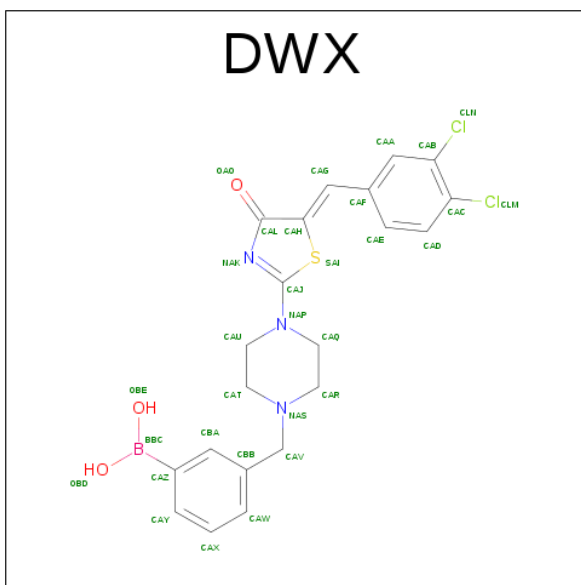 DWX
CLN
Cl
CAA
CAB
OAO
CAG
O
CAF
CAC
Cl
CLM
CAL
CAH
CAE
CAD
NAK
N
S
SAI
CAJ
NAP
N
CAU
CAQ
CAT
CAR
OBE
N
OH
NAS
BBC
CBA
B
CBB
CAV
HO
CAZ
OBD
CAY
CAW
CAX